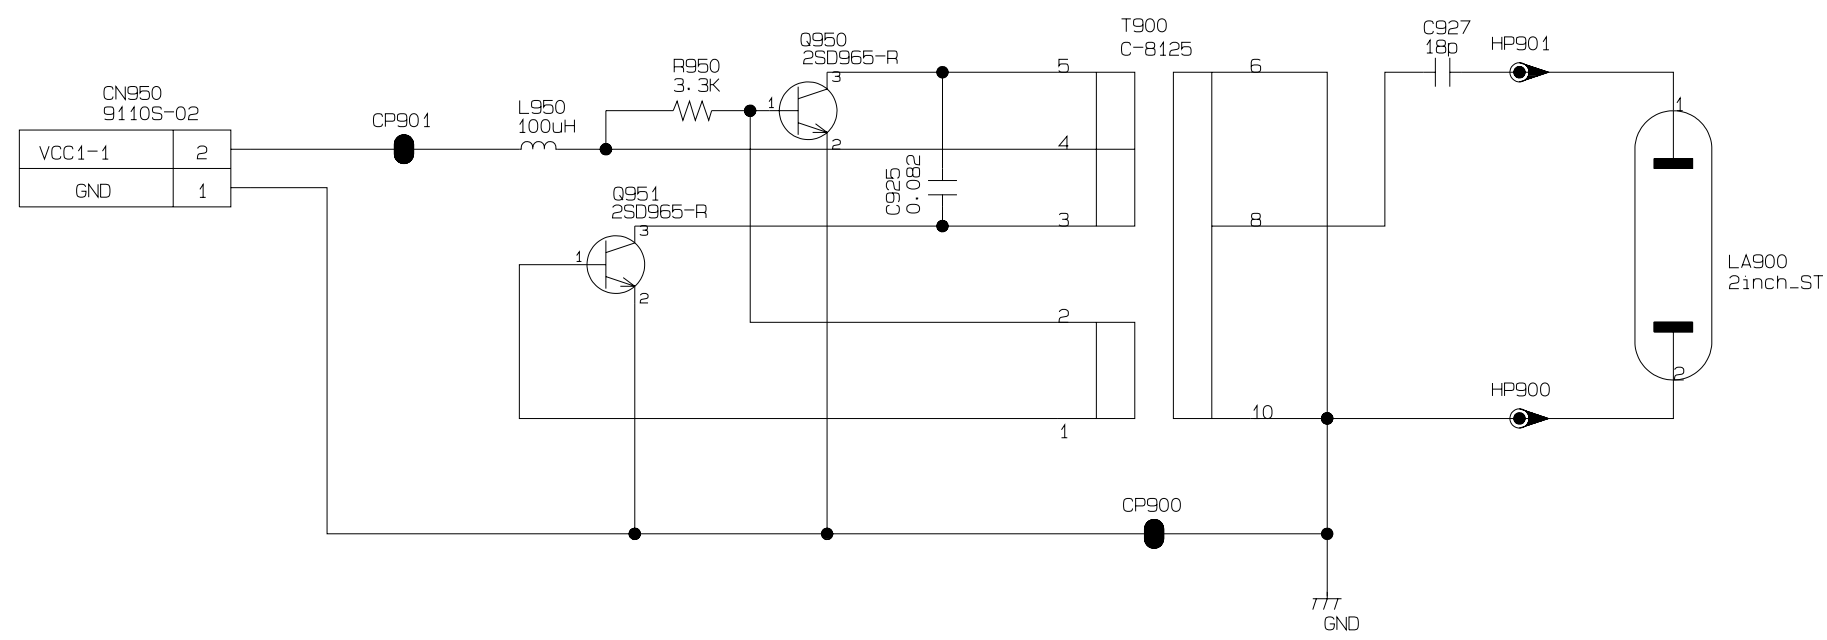 CN950
9110S-02
VCC1-1 2
GND 1
CP901
L950
100uH
R950
3.3K
Q950
2SD965-R
1
3
2
Q951
2SD965-R
1
3
2
C925
0.082
T900
C-8125
5
4
3
2
1
6
8
10
C927
18p
HP901
1
LA900
2inch_ST
2
HP900
CP900
GND